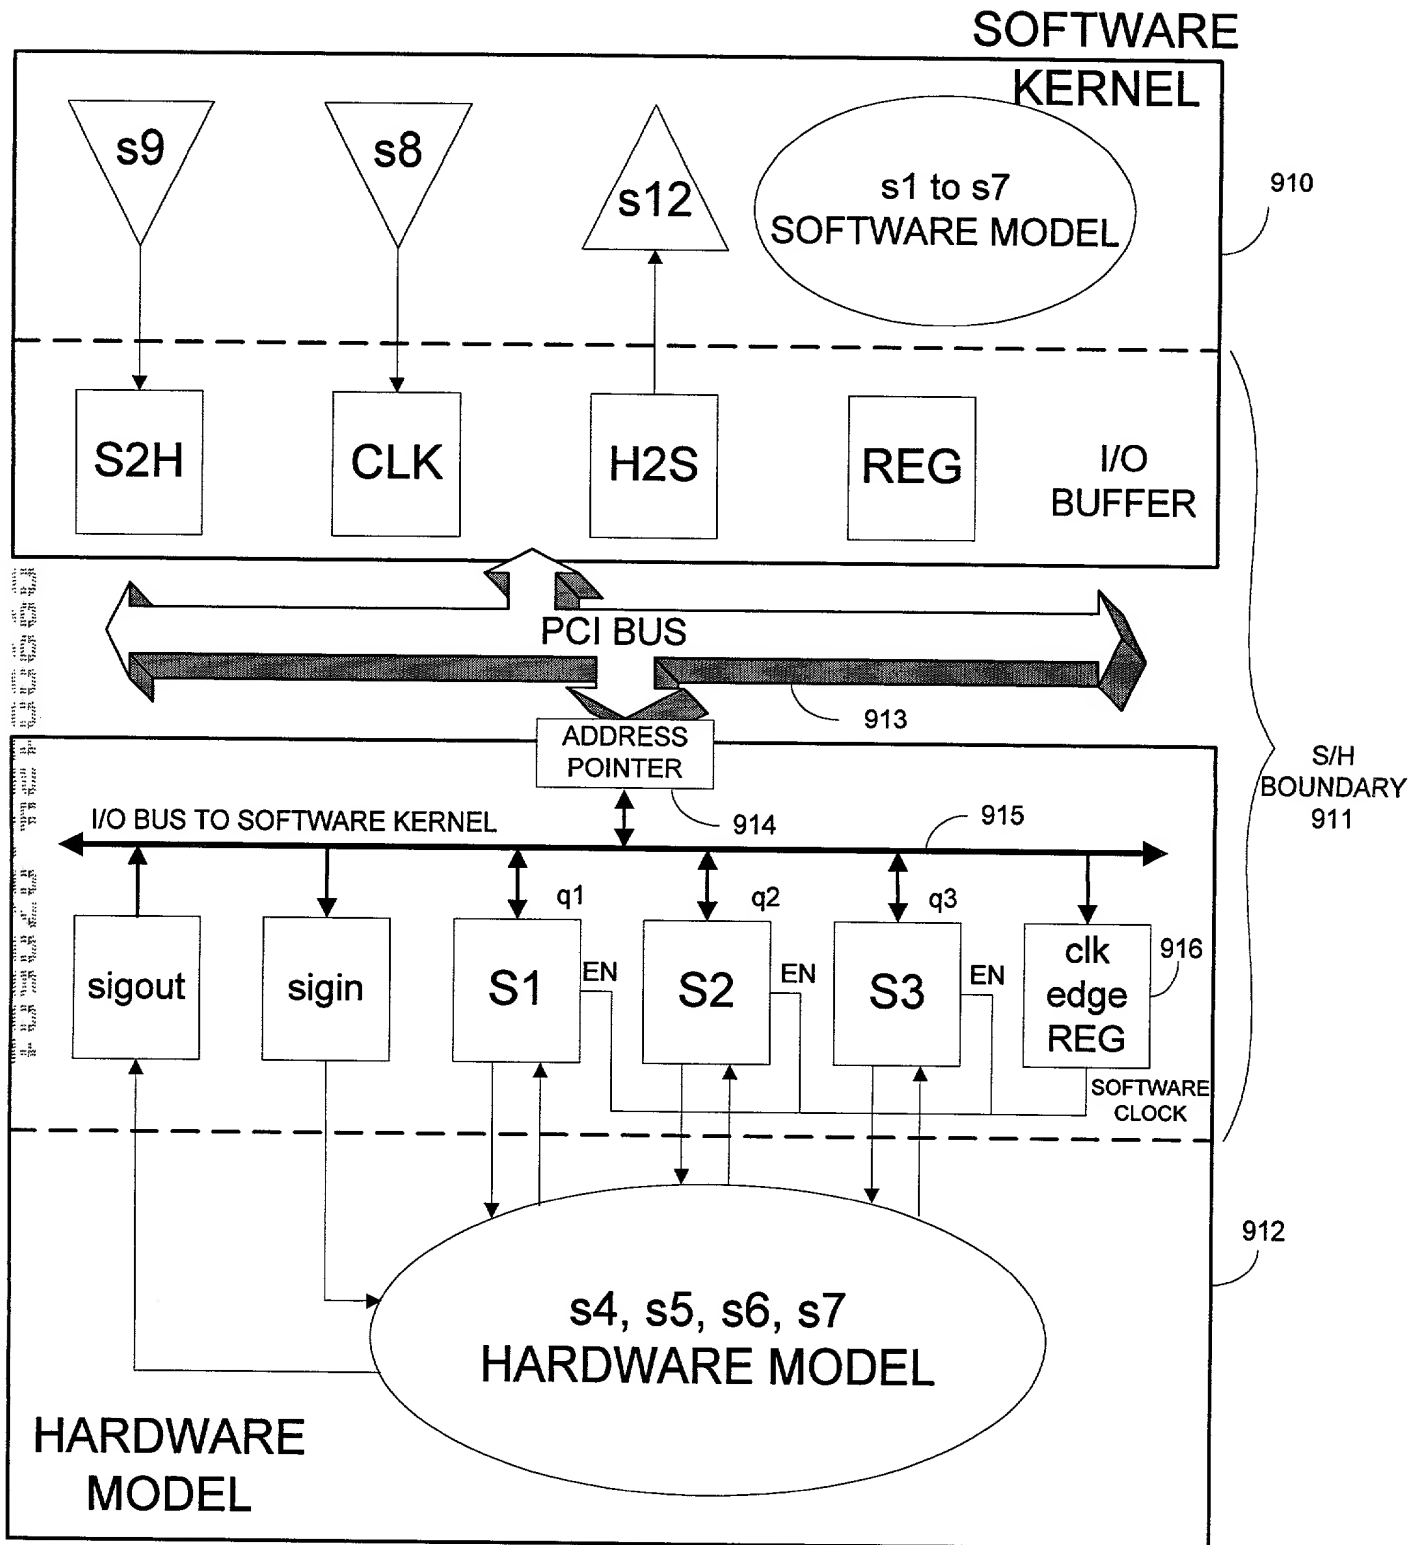 SOFTWARE
KERNEL
s9
s8
s12
s1 to s7
SOFTWARE MODEL
910
S2H
CLK
H2S
REG
I/O
BUFFER
PCI BUS
913
ADDRESS
POINTER
S/H
BOUNDARY
911
I/O BUS TO SOFTWARE KERNEL
914
915
q1
q2
q3
sigout
sigin
S1
EN
S2
EN
S3
EN
clk
edge
REG
916
SOFTWARE
CLOCK
912
s4, s5, s6, s7
HARDWARE MODEL
HARDWARE
MODEL